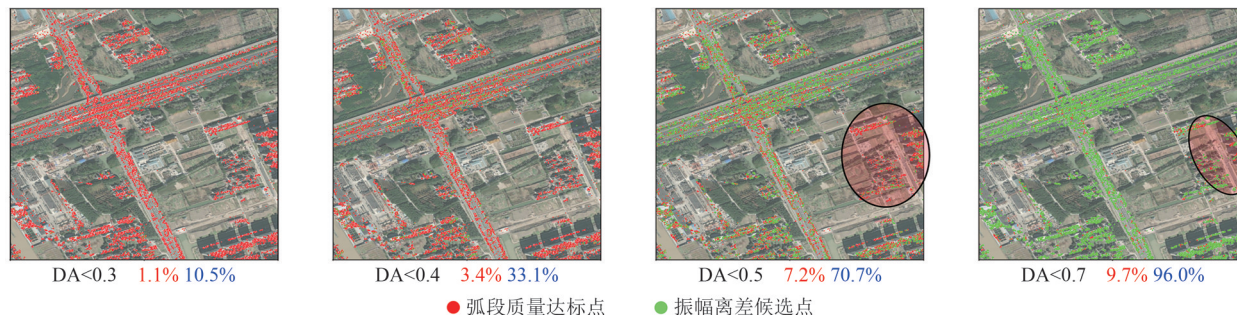 DA<0.3 1.1% 10.5%
DA<0.4 3.4% 33.1%
DA<0.5 7.2% 70.7%
DA<0.7 9.7% 96.0%
弧段质量达标点 振幅离差候选点